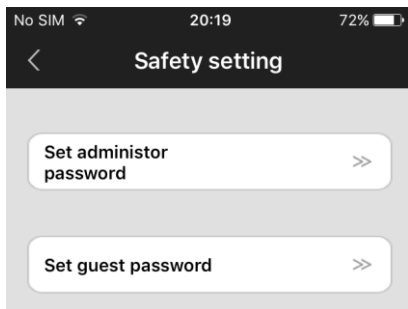 No SIM 20:19 72%
Safety setting
Set administor
password
Set guest password